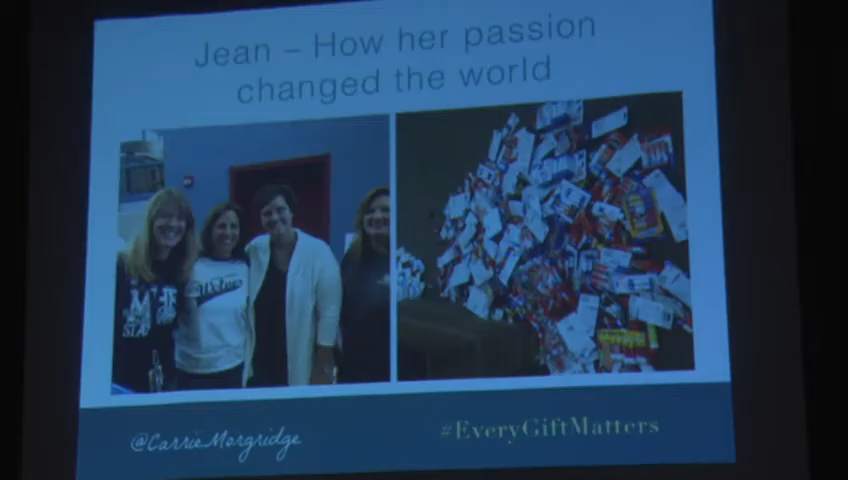 Jean – How her passion
changed the world
@CarrieMorgridge
#EveryGiftMatters